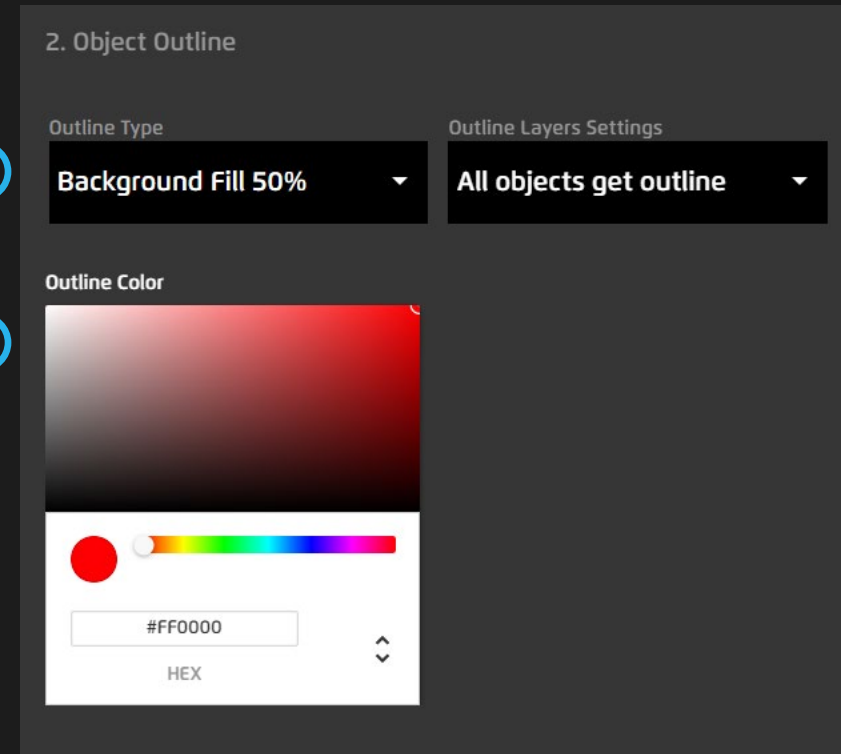 2. Object Outline
Outline Type
Outline Layers Settings
Background Fill 50%
All objects get outline
Outline Color
#FF0000
HEX